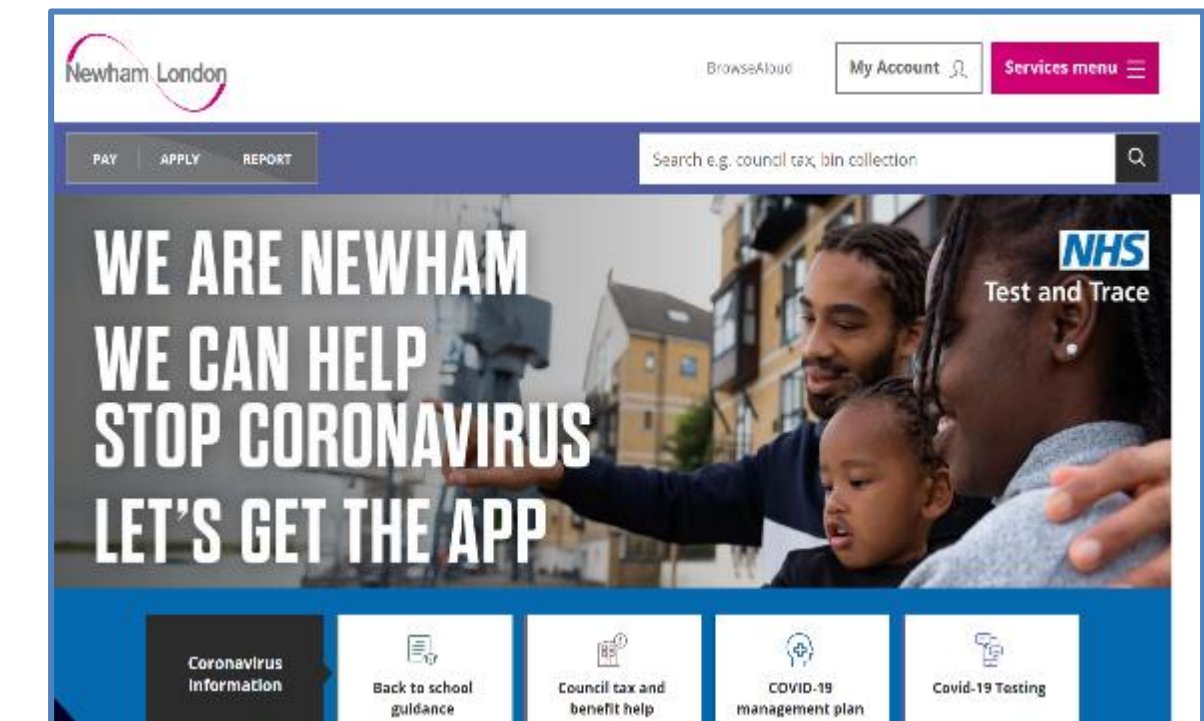 Newham London
BrowseAloud
My Account
Services menu
PAY
APPLY
REPORT
Search e.g. council tax, bin collection
WE ARE NEWHAM
WE CAN HELP
STOP CORONAVIRUS
LET'S GET THE APP
NHS
Test and Trace
Coronavirus
Information
Back to school
guidance
Council tax and
benefit help
COVID-19
management plan
Covid-19 Testing